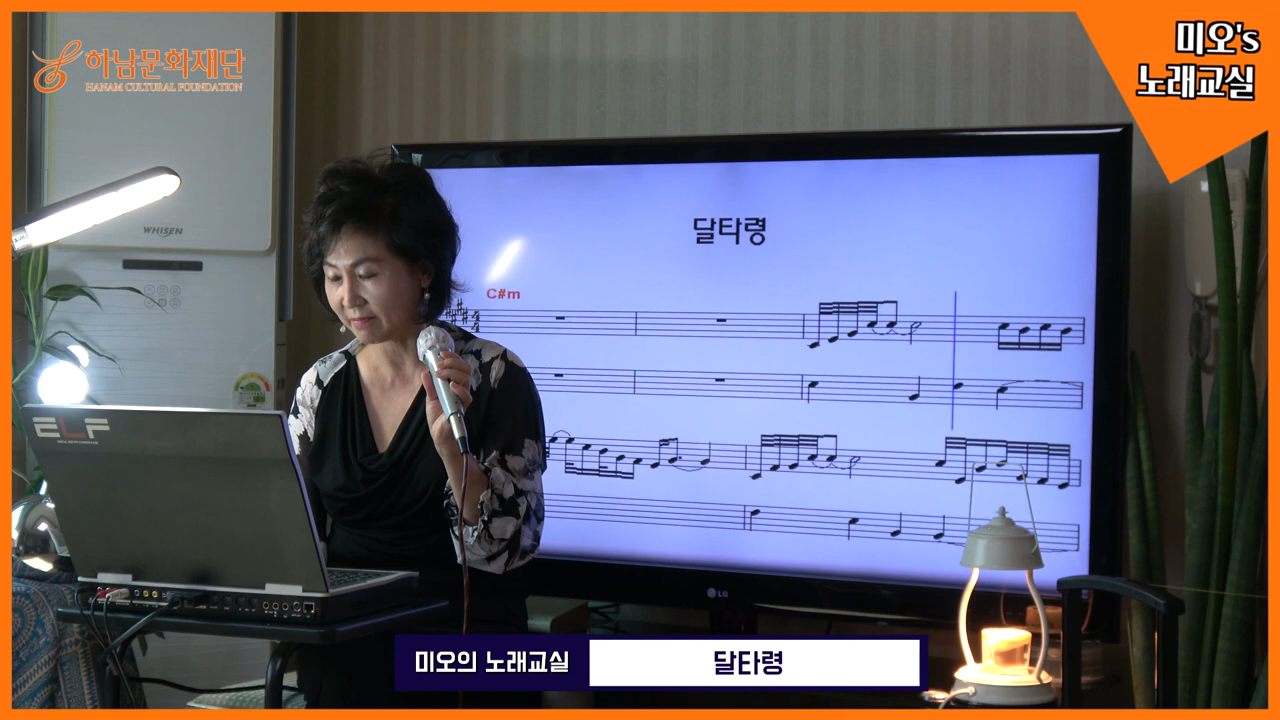 하남문화재단
HANAM CULTURAL FOUNDATION
미오's
노래교실
WHISEN
달타령
C#m
ELF
LG
미오의 노래교실
달타령